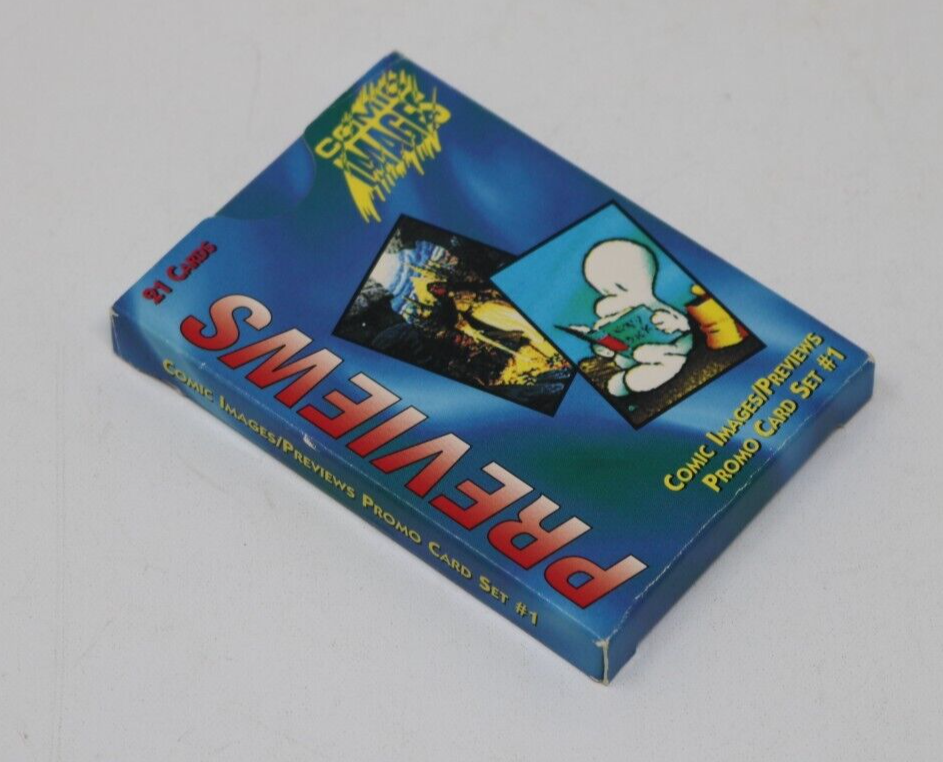 COMIC
IMAGES
21 CARDS
PREVIEWS
COMIC IMAGES/PREVIEWS
PROMO CARD SET #1
COMIC IMAGES/PREVIEWS PROMO CARD SET #1